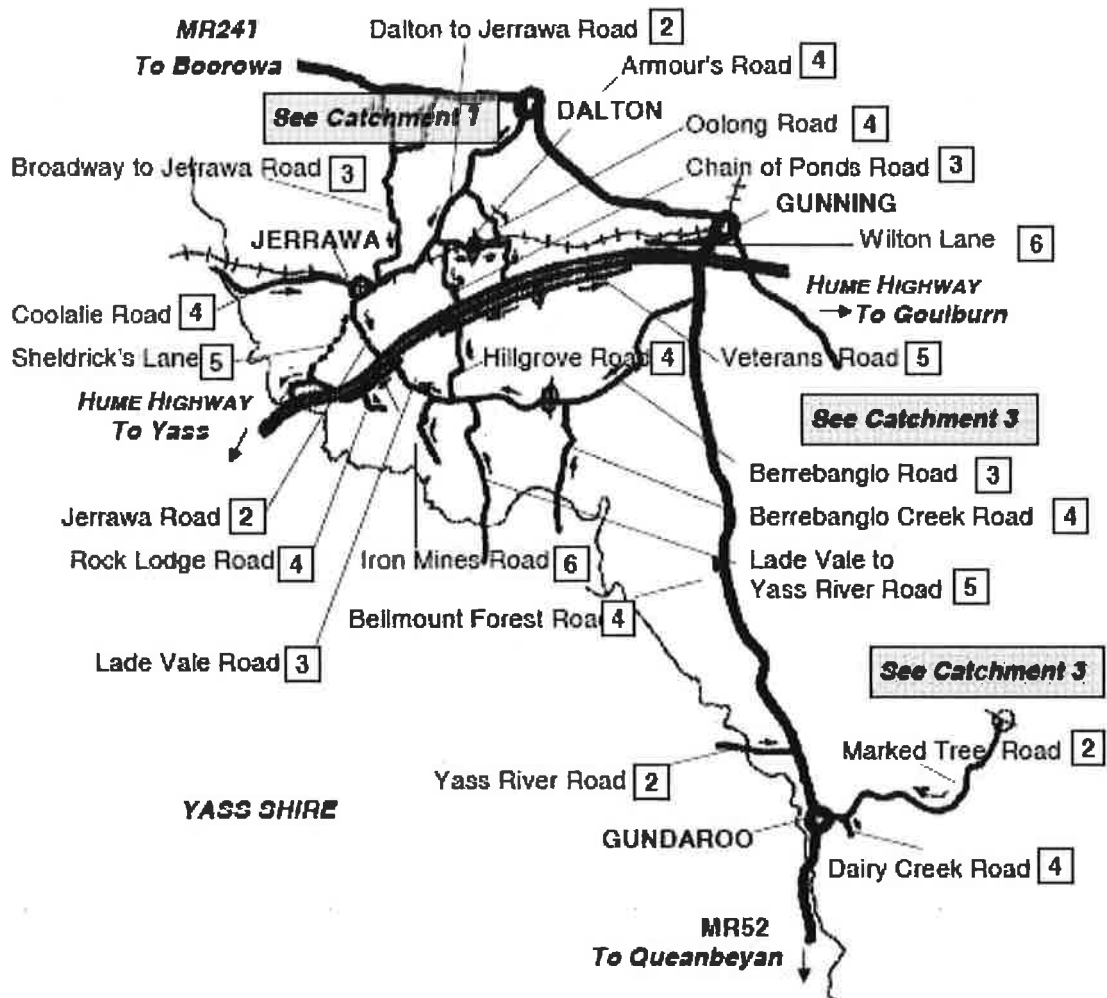 MR241
To Boorowa
Dalton to Jerrawa Road 2
Armour's Road 4
See Catchment 1
DALTON
Oolong Road 4
Broadway to Jerrawa Road 3
Chain of Ponds Road 3
GUNNING
JERRAWA
Wilton Lane 6
HUME HIGHWAY
To Goulburn
Coolalie Road 4
Sheldrick's Lane 5
Hillgrove Road 4
Veterans Road 5
HUME HIGHWAY
To Yass
See Catchment 3
Berrebanglo Road 3
Jerrawa Road 2
Berrebanglo Creek Road 4
Rock Lodge Road 4
Iron Mines Road 6
Lade Vale to
Yass River Road 5
Bellmount Forest Road 4
Lade Vale Road 3
See Catchment 3
Marked Tree Road 2
Yass River Road 2
YASS SHIRE
GUNDAROO
Dairy Creek Road 4
MR52
To Queanbeyan